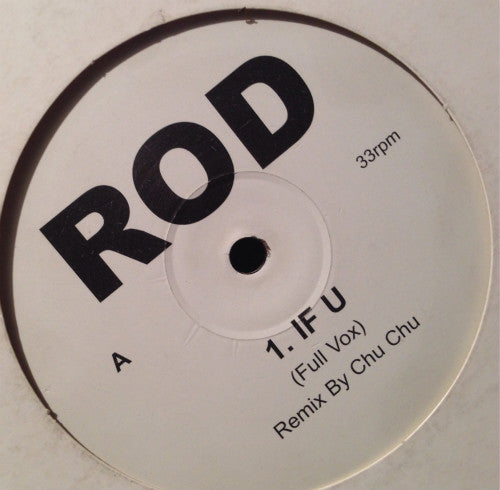 ROD
33rpm
A
1. IF U
(Full Vox)
Remix By Chu Chu